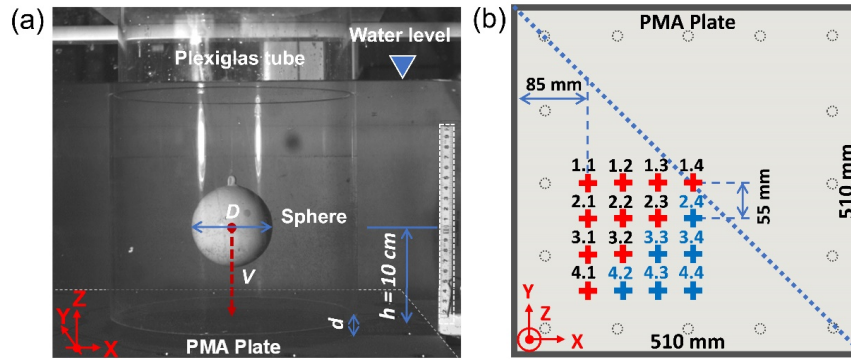 (a)
Plexiglas tube
Water level
D
Sphere
V
h = 10 cm
d
Z
Y
X
PMA Plate
(b)
PMA Plate
85 mm
1.1 1.2 1.3 1.4
2.1 2.2 2.3 2.4
55 mm
510 mm
3.1 3.2 3.3 3.4
4.1 4.2 4.3 4.4
Y
Z
X
510 mm